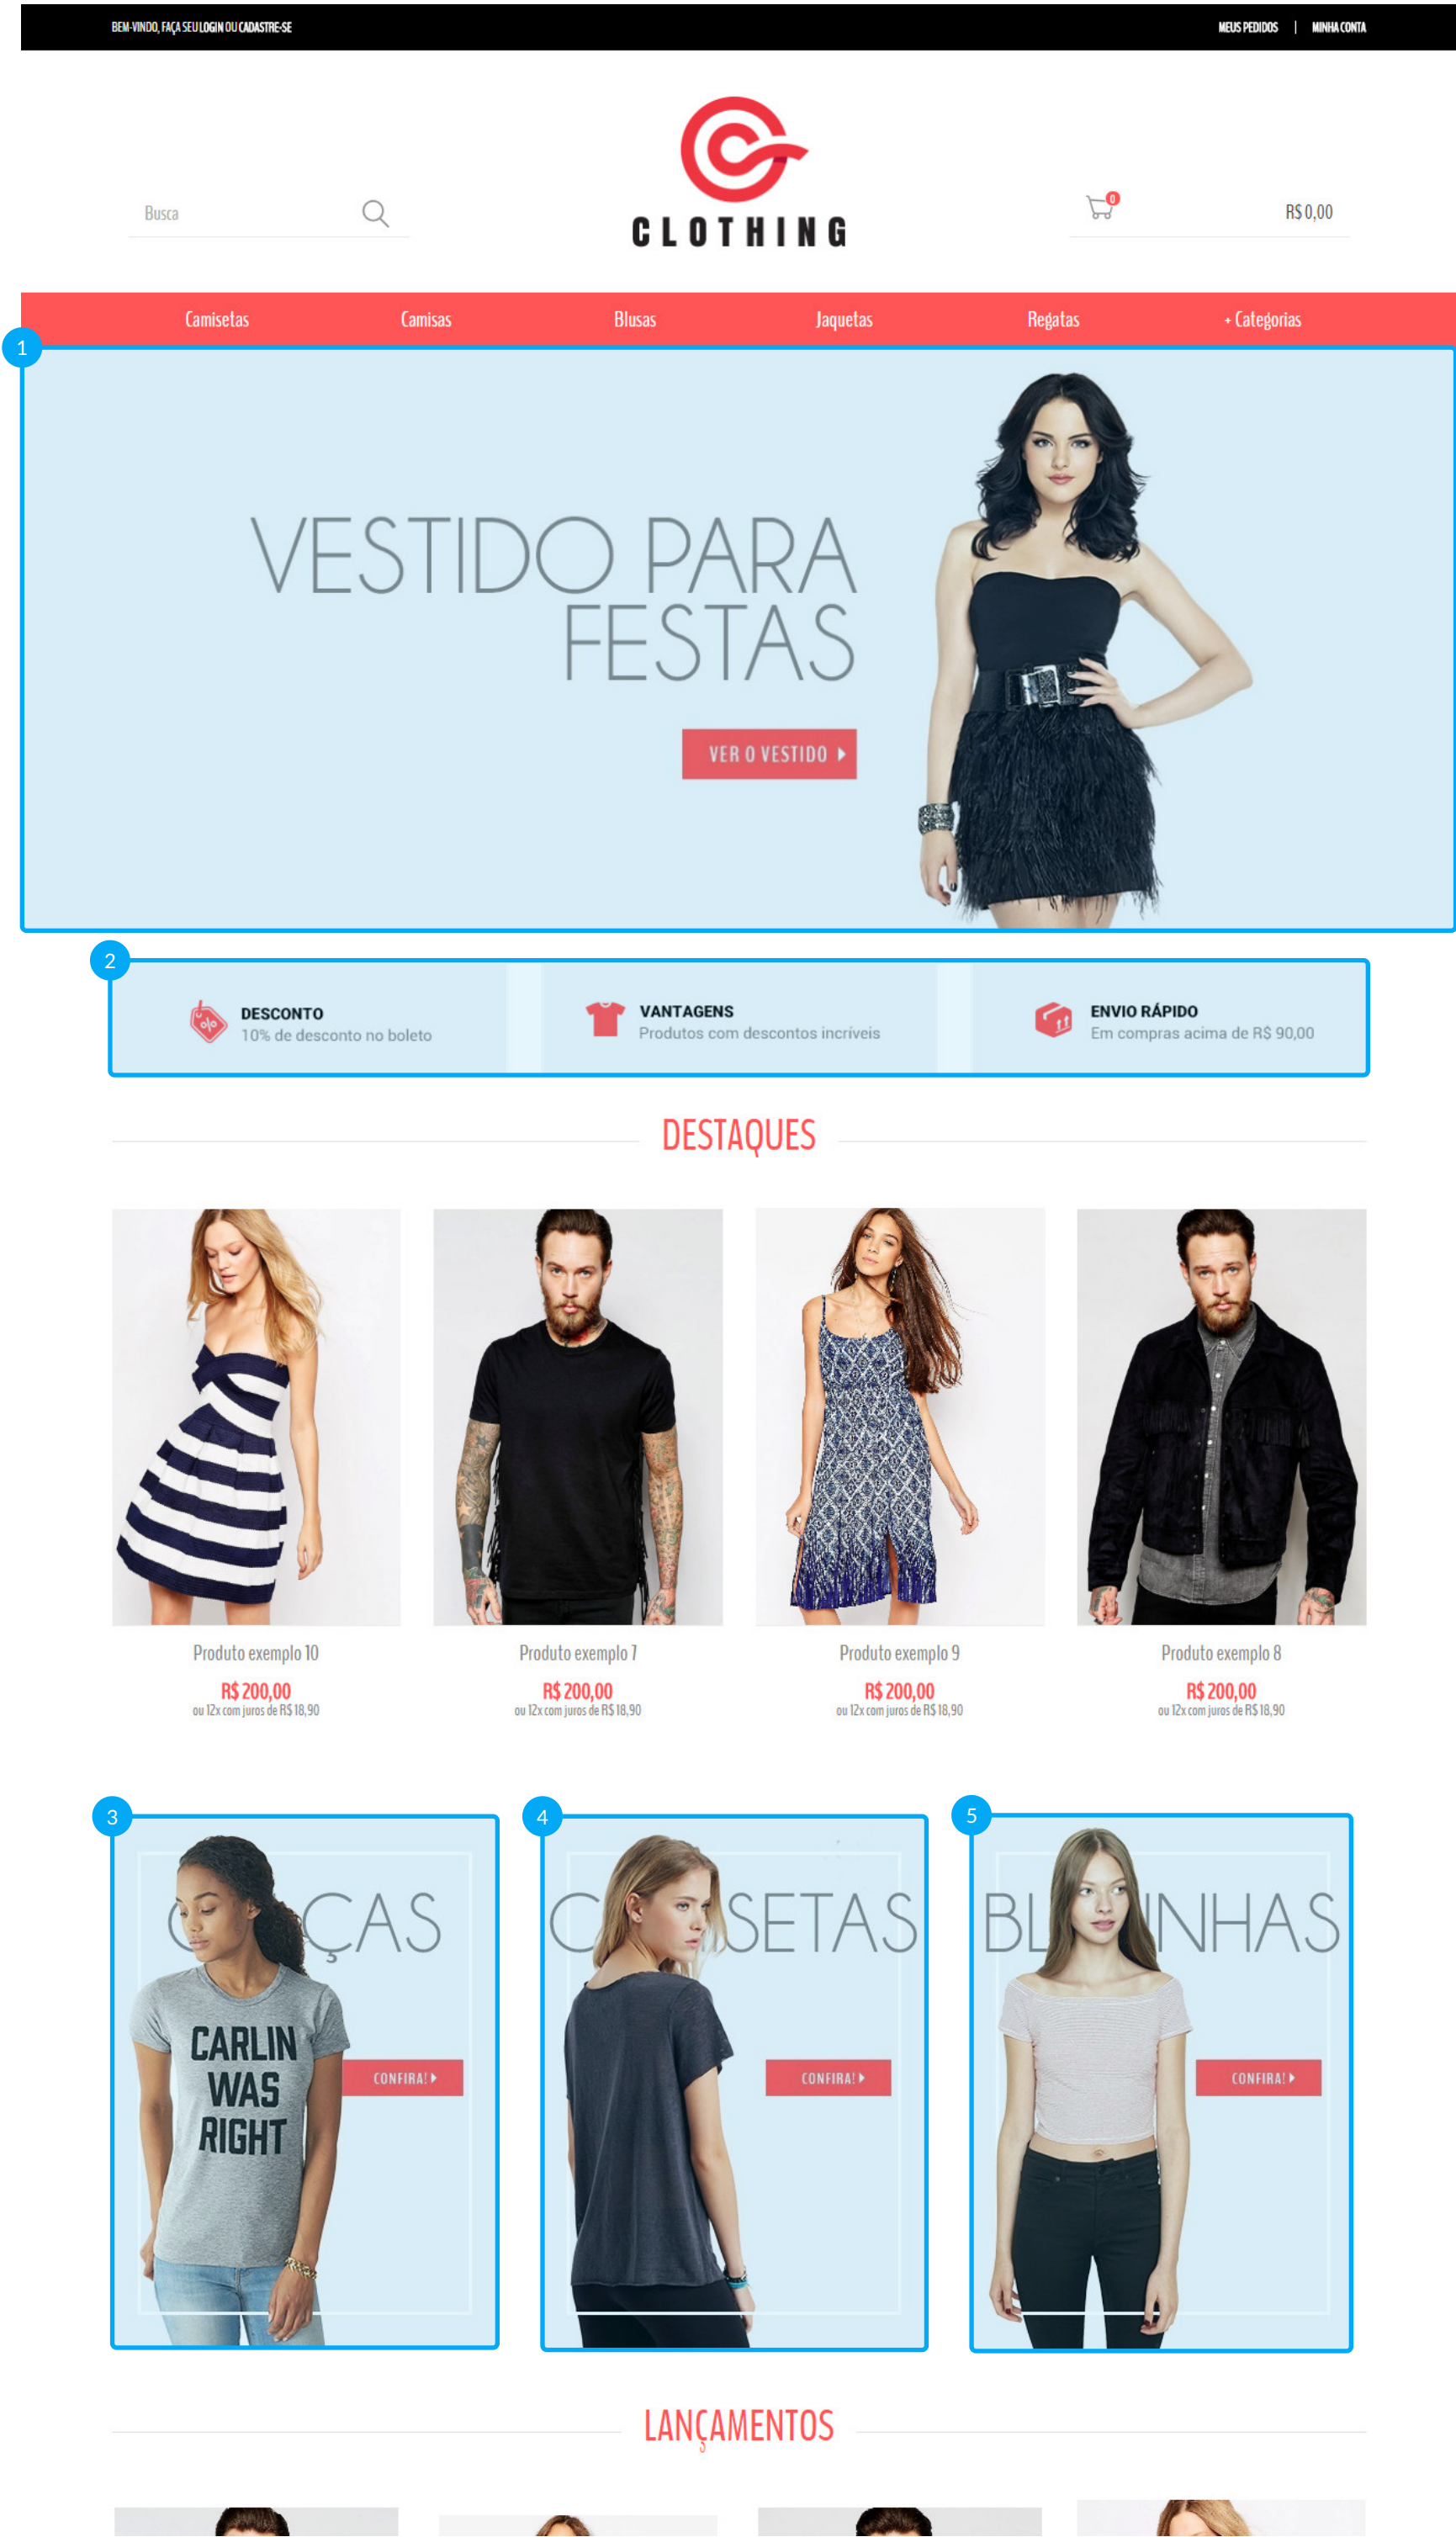 BEM-VINDO, FAÇA SEU LOGIN OU CADASTRE-SE
MEUS PEDIDOS | MINHA CONTA
Busca
CLOTHING
0
R$ 0,00
Camisetas Camisas Blusas Jaquetas Regatas + Categorias
1
VESTIDO PARA
FESTAS
VER O VESTIDO
2
DESCONTO
10% de desconto no boleto
VANTAGENS
Produtos com descontos incríveis
ENVIO RÁPIDO
Em compras acima de R$ 90,00
DESTAQUES
Produto exemplo 10
R$ 200,00
ou 12x com juros de R$ 18,90
Produto exemplo 7
R$ 200,00
ou 12x com juros de R$ 18,90
Produto exemplo 9
R$ 200,00
ou 12x com juros de R$ 18,90
Produto exemplo 8
R$ 200,00
ou 12x com juros de R$ 18,90
3
ÇAS
CARLIN
WAS
RIGHT
CONFIRA!
4
C SETAS
CONFIRA!
5
BL INHAS
CONFIRA!
LANÇAMENTOS